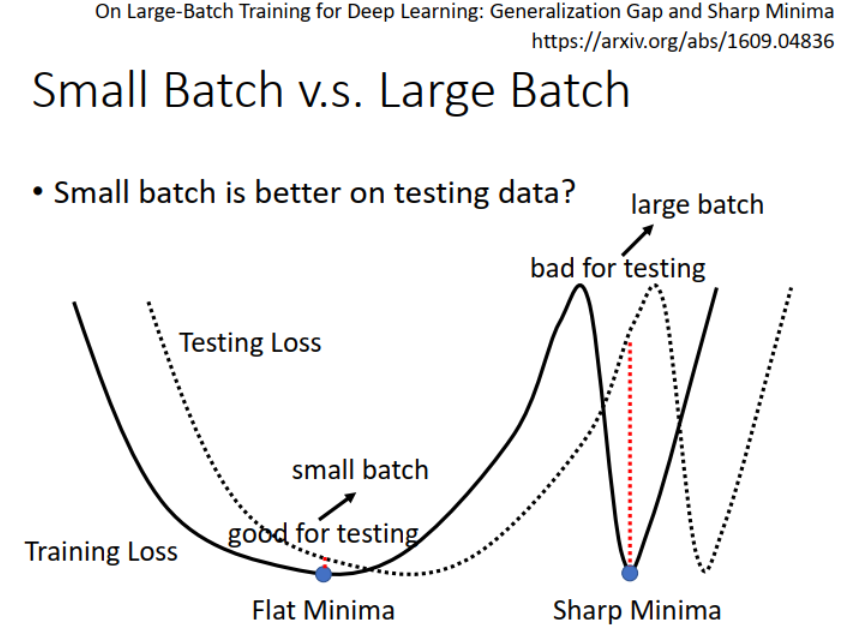 On Large-Batch Training for Deep Learning: Generalization Gap and Sharp Minima
https://arxiv.org/abs/1609.04836
Small Batch v.s. Large Batch
• Small batch is better on testing data?
large batch
bad for testing
Testing Loss
small batch
good for testing
Training Loss
Flat Minima
Sharp Minima